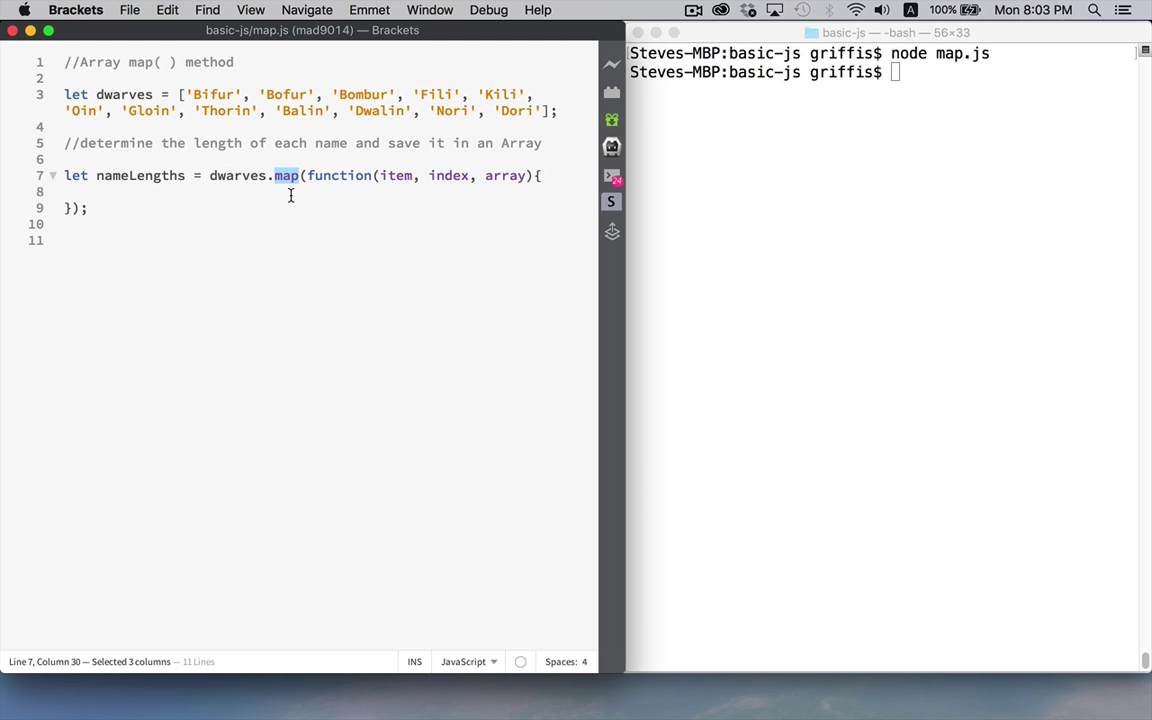 Brackets File Edit Find View Navigate Emmet Window Debug Help A 100% Mon 8:03 PM
basic-js/map.js (mad9014) — Brackets
basic-js — -bash — 56×33
1 //Array map( ) method
2
3 let dwarves = ['Bifur', 'Bofur', 'Bombur', 'Fili', 'Kili',
'Oin', 'Gloin', 'Thorin', 'Balin', 'Dwalin', 'Nori', 'Dori'];
4
5 //determine the length of each name and save it in an Array
6
7 let nameLengths = dwarves.map(function(item, index, array){
8
9 });
10
11
24
S
Steves-MBP:basic-js griffis$ node map.js
Steves-MBP:basic-js griffis$
Line 7, Column 30 — Selected 3 columns — 11 Lines INS JavaScript Spaces: 4